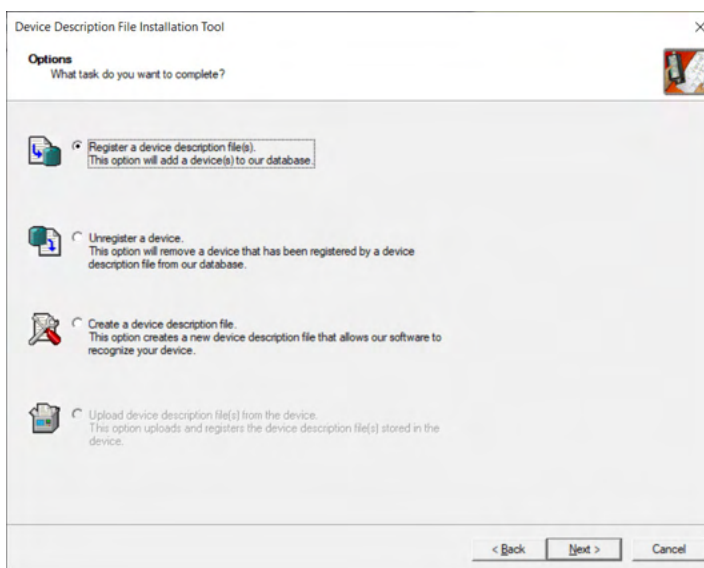 Device Description File Installation Tool
Options
What task do you want to complete?
Register a device description file(s).
This option will add a device(s) to our database.
Unregister a device.
This option will remove a device that has been registered by a device
description file from our database.
Create a device description file.
This option creates a new device description file that allows our software to
recognize your device.
Upload device description file(s) from the device.
This option uploads and registers the device description file(s) stored in the
device.
< Back
Next >
Cancel